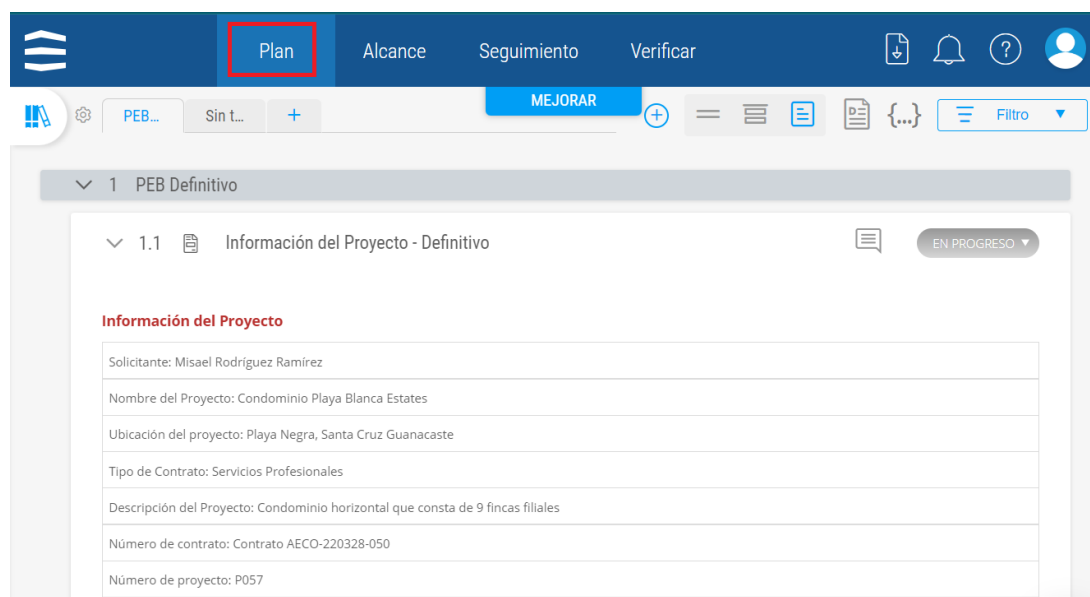 Plan Alcance Seguimiento Verificar ?
PEB... Sin t... + MEJORAR {...} Filtro
1 PEB Definitivo
1.1 Información del Proyecto - Definitivo EN PROGRESO
Información del Proyecto
Solicitante: Misael Rodríguez Ramírez
Nombre del Proyecto: Condominio Playa Blanca Estates
Ubicación del proyecto: Playa Negra, Santa Cruz Guanacaste
Tipo de Contrato: Servicios Profesionales
Descripción del Proyecto: Condominio horizontal que consta de 9 fincas filiales
Número de contrato: Contrato AECO-220328-050
Número de proyecto: P057